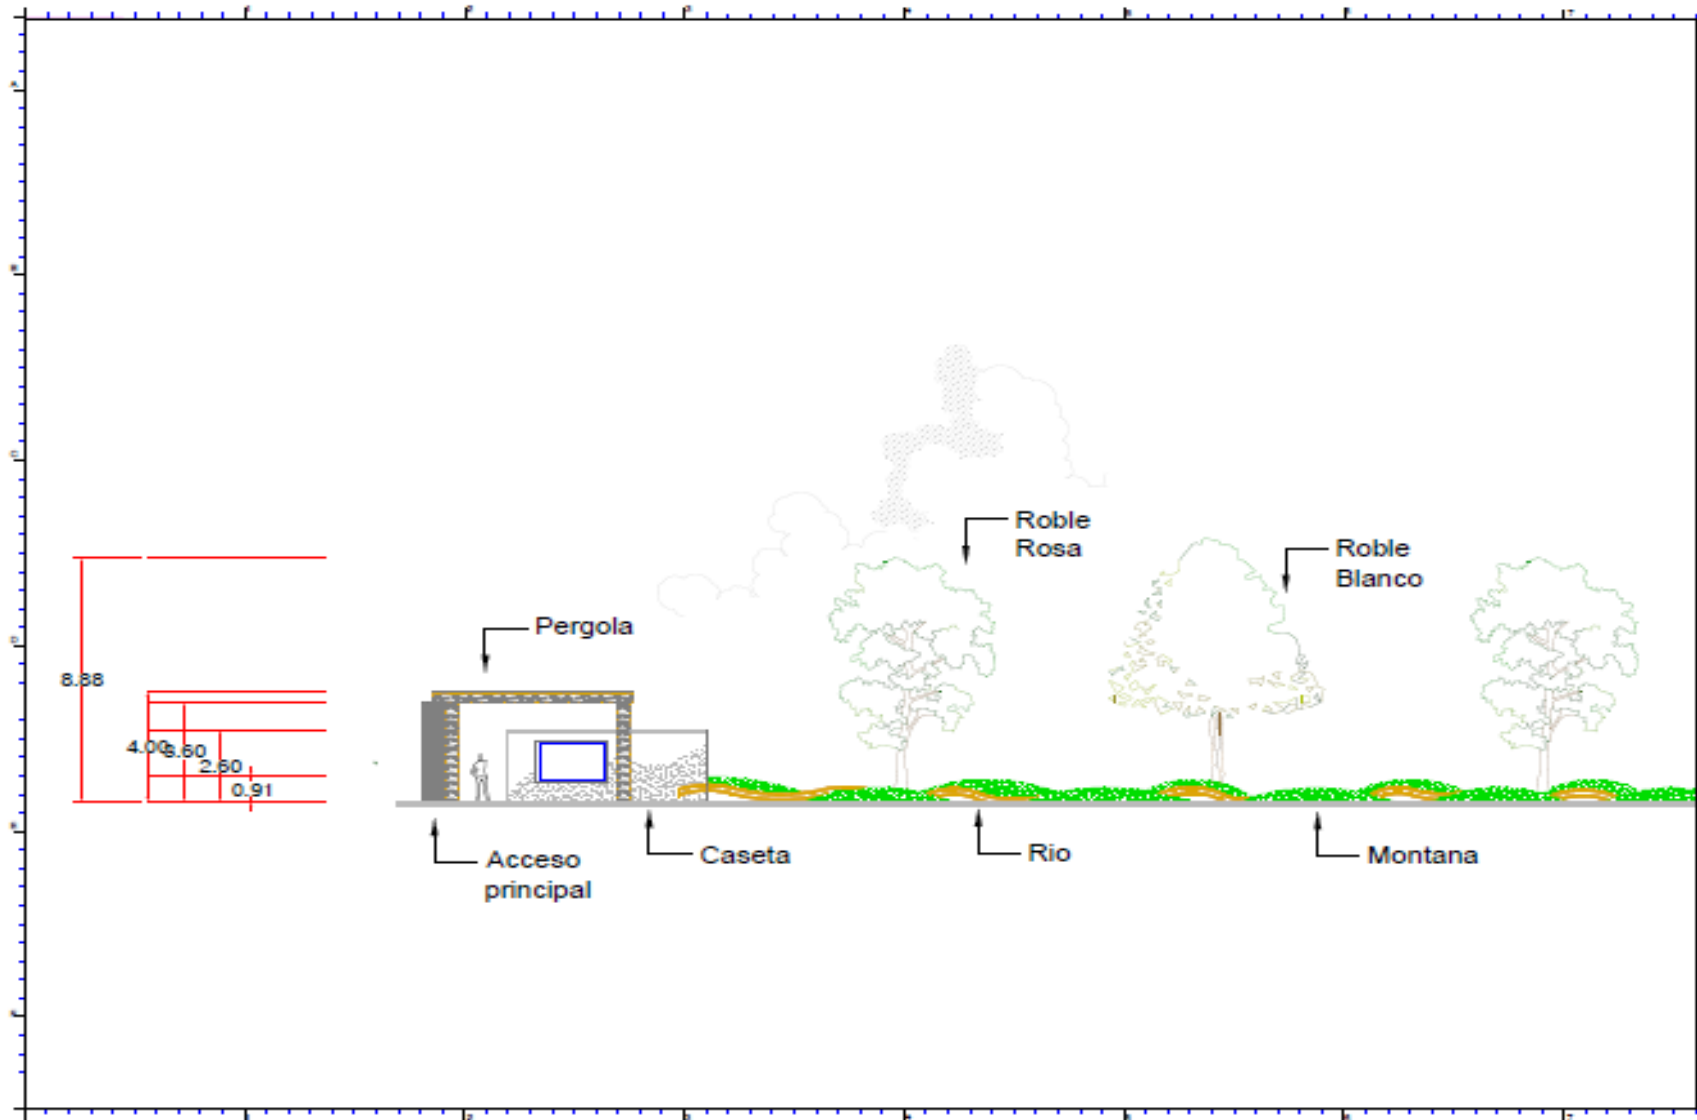 Roble
Rosa
Roble
Blanco
Pergola
8.88
4.00
3.60
2.60
0.91
Acceso
principal
Caseta
Rio
Montana